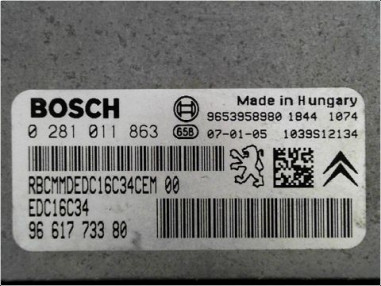 BOSCH
Made in Hungary
9653958980 1844 1074
0 281 011 863
658
07-01-05 1039S12134
RBCMMDEDC16C34CEM 00
EDC16C34
96 617 733 80